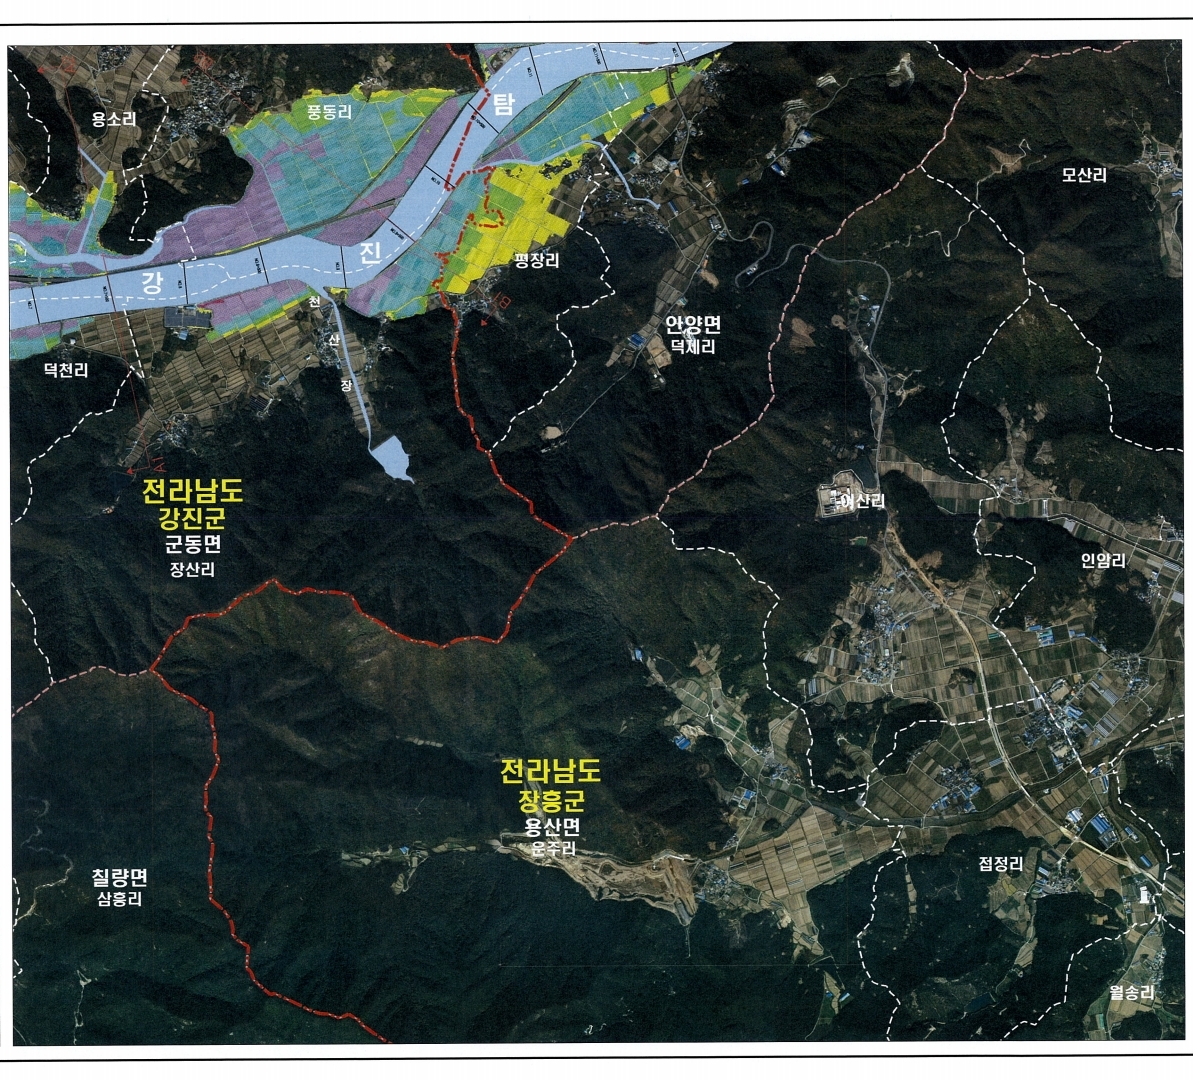 탐
진
강
용소리
풍동리
모산리
평장리
천
산
장
안양면
덕제리
덕천리
전라남도
강진군
군동면
장산리
어산리
인암리
전라남도
장흥군
용산면
운주리
칠량면
삼흥리
접정리
월송리